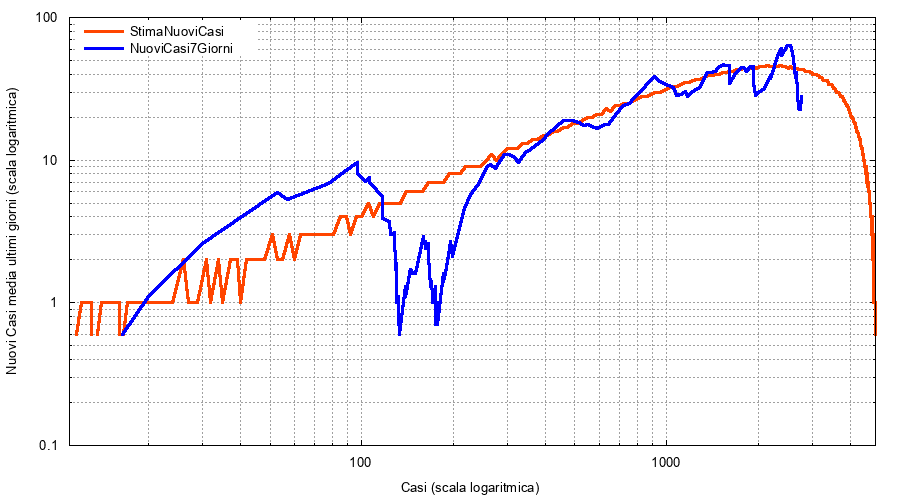 100
StimaNuoviCasi
NuoviCasi7Giorni
10
1
0.1
Nuovi Casi media ultimi giorni (scala logaritmica)
100
1000
Casi (scala logaritmica)